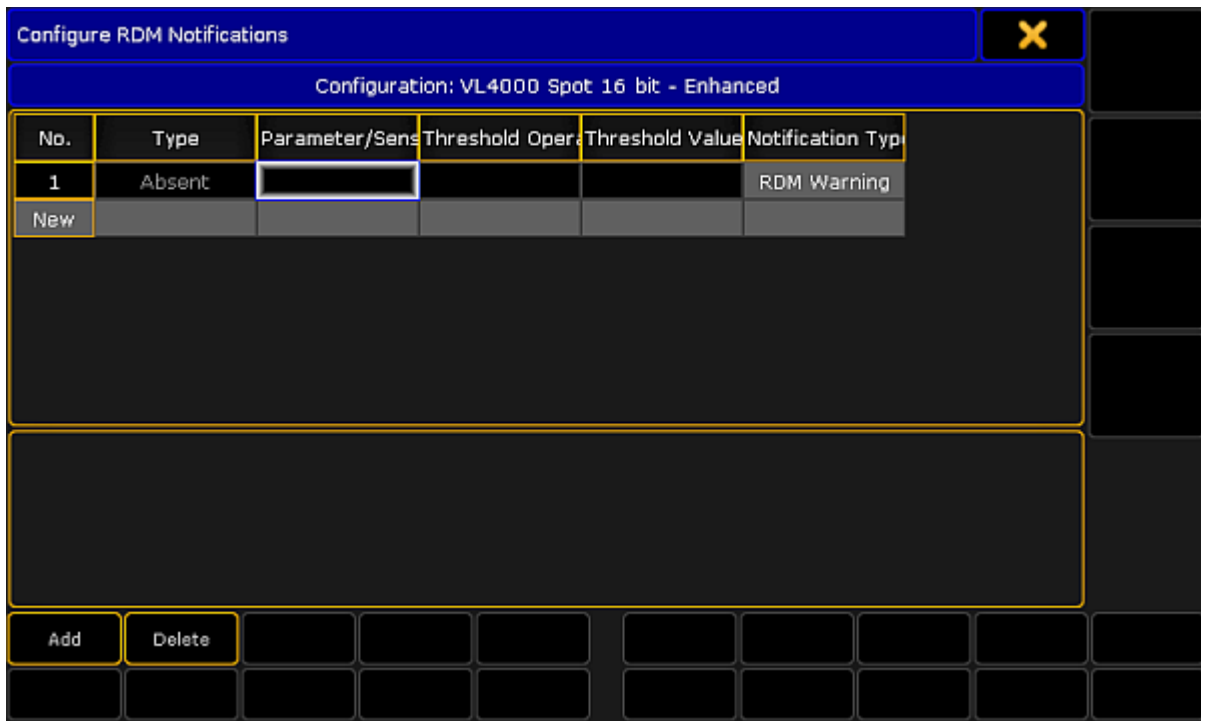 Configure RDM Notifications
Configuration: VL4000 Spot 16 bit - Enhanced
No. Type Parameter/Sens Threshold Oper Threshold Value Notification Typ
1 Absent RDM Warning
New
Add Delete